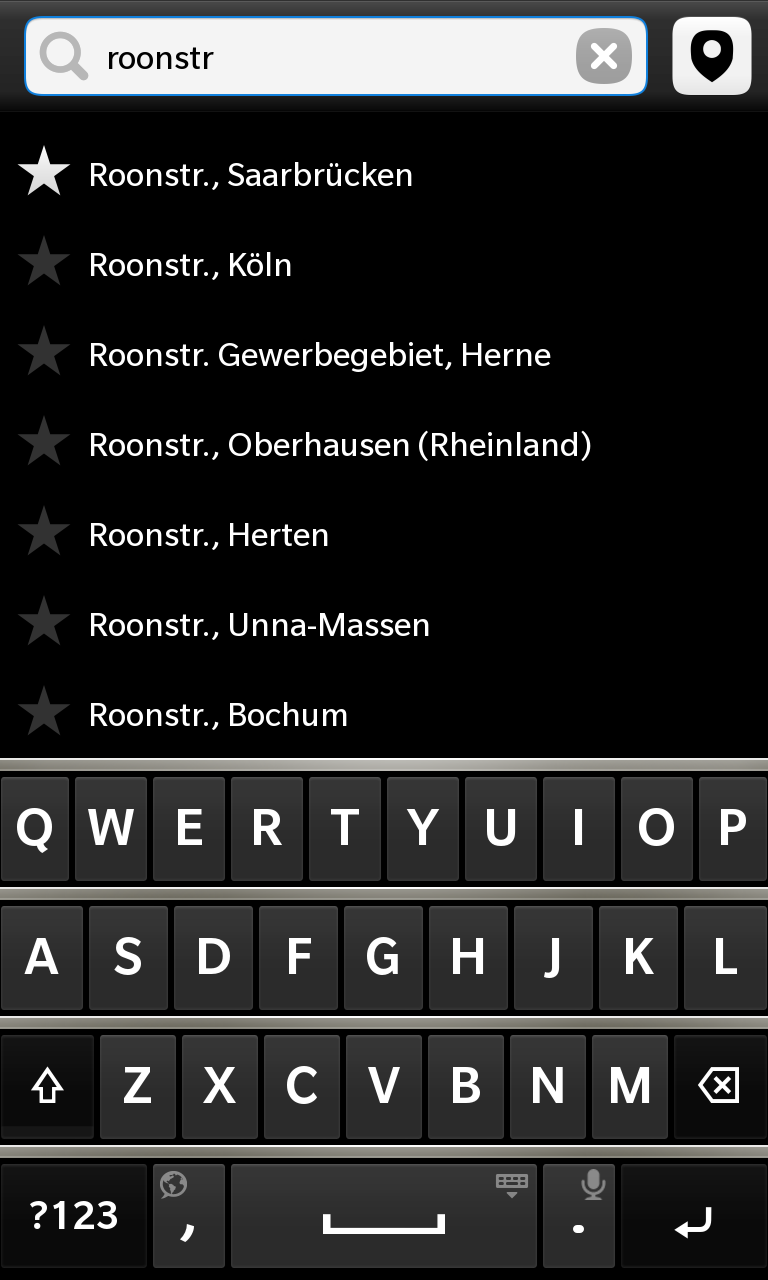 roonstr
Roonstr., Saarbrücken
Roonstr., Köln
Roonstr. Gewerbegebiet, Herne
Roonstr., Oberhausen (Rheinland)
Roonstr., Herten
Roonstr., Unna-Massen
Roonstr., Bochum
Q W E R T Y U I O P
A S D F G H J K L
Z X C V B N M
?123 , .